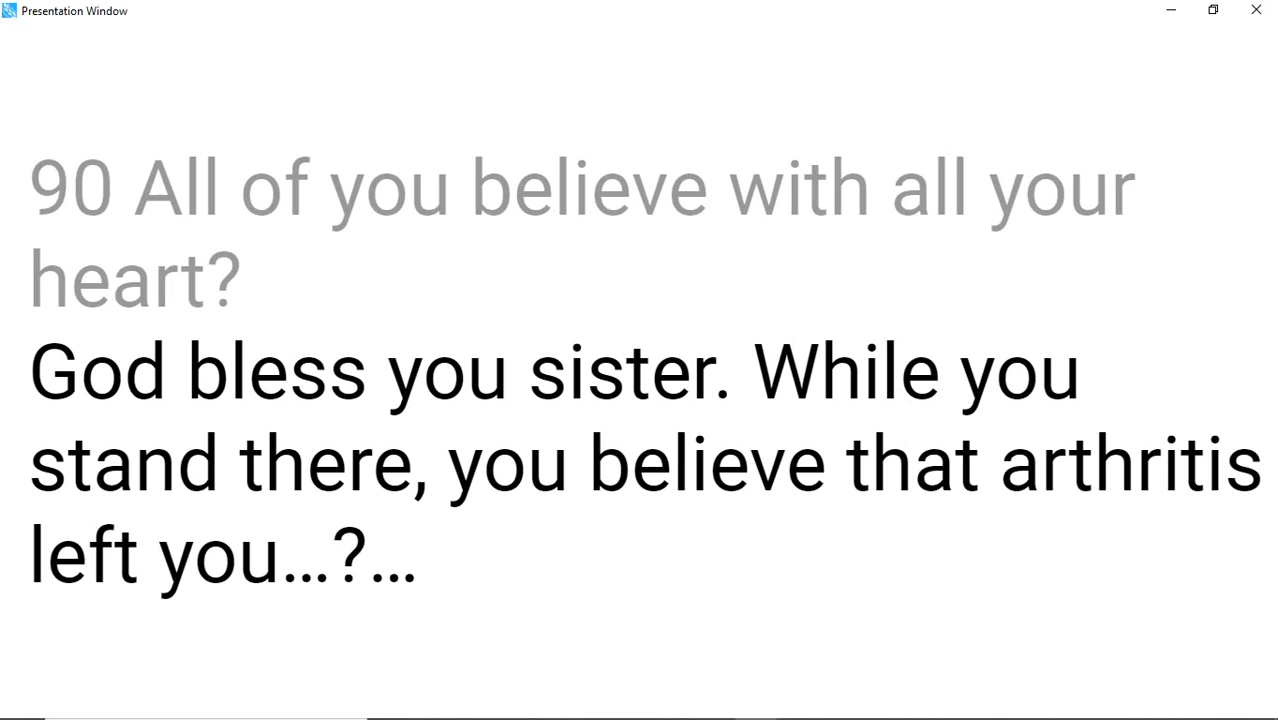 Presentation Window
90 All of you believe with all your
heart?
God bless you sister. While you
stand there, you believe that arthritis
left you...?...